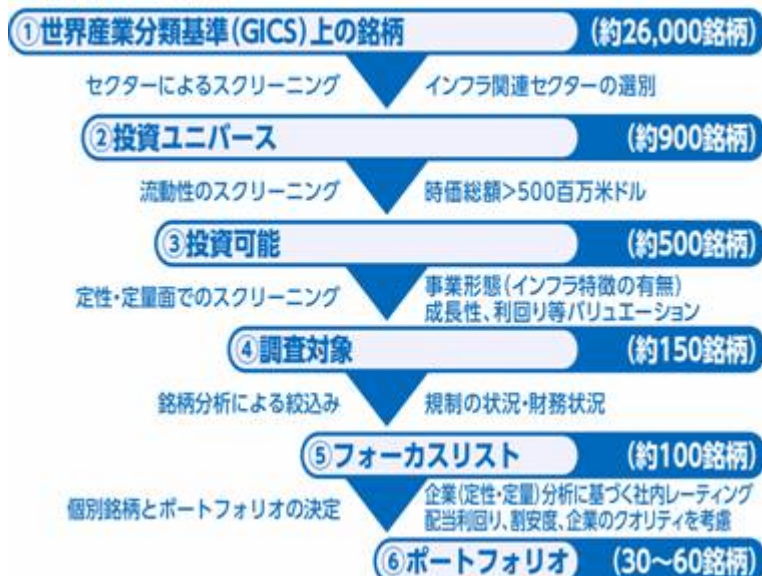 ①世界産業分類基準(GICS)上の銘柄 (約26,000銘柄)
セクターによるスクリーニング インフラ関連セクターの選別
②投資ユニバース (約900銘柄)
流動性のスクリーニング 時価総額>500百万米ドル
③投資可能 (約500銘柄)
定性・定量面でのスクリーニング 事業形態(インフラ特徴の有無)
成長性、利回り等バリュエーション
④調査対象 (約150銘柄)
銘柄分析による絞込み 規制の状況・財務状況
⑤フォーカスリスト (約100銘柄)
個別銘柄とポートフォリオの決定 企業(定性・定量)分析に基づく社内レーティング
配当利回り、割安度、企業のクオリティを考慮
⑥ポートフォリオ (30~60銘柄)